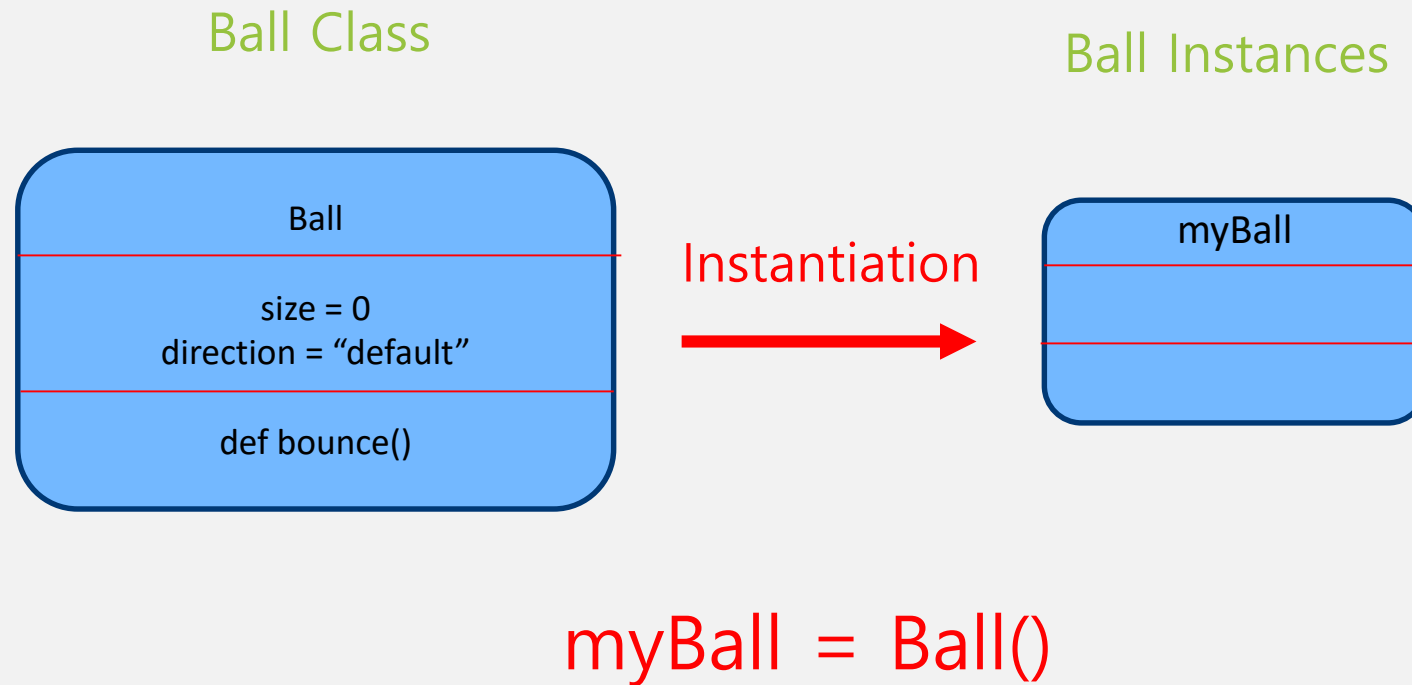 Ball Class
Ball Instances
Ball
size = 0
direction = “default”
def bounce()
Instantiation
myBall
myBall = Ball()